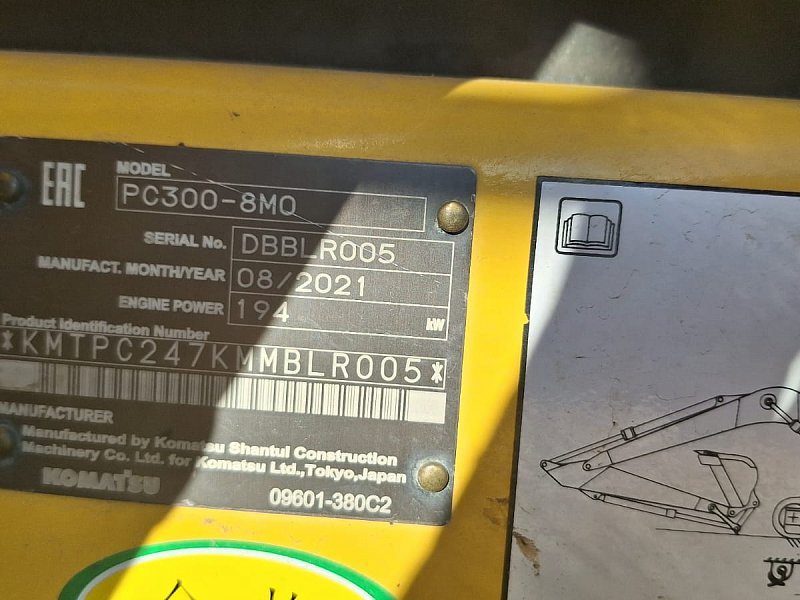 EAC
MODEL
PC300-8M0
SERIAL No. DBBLR005
MANUFACT. MONTH/YEAR 08/2021
ENGINE POWER 194 kW
Product Identification Number
*KMTPC247KMMBLR005*
MANUFACTURER
Manufactured by Komatsu Shantui Construction
Machinery Co. Ltd. for Komatsu Ltd.,Tokyo,Japan
KOMATSU
09601-380C2